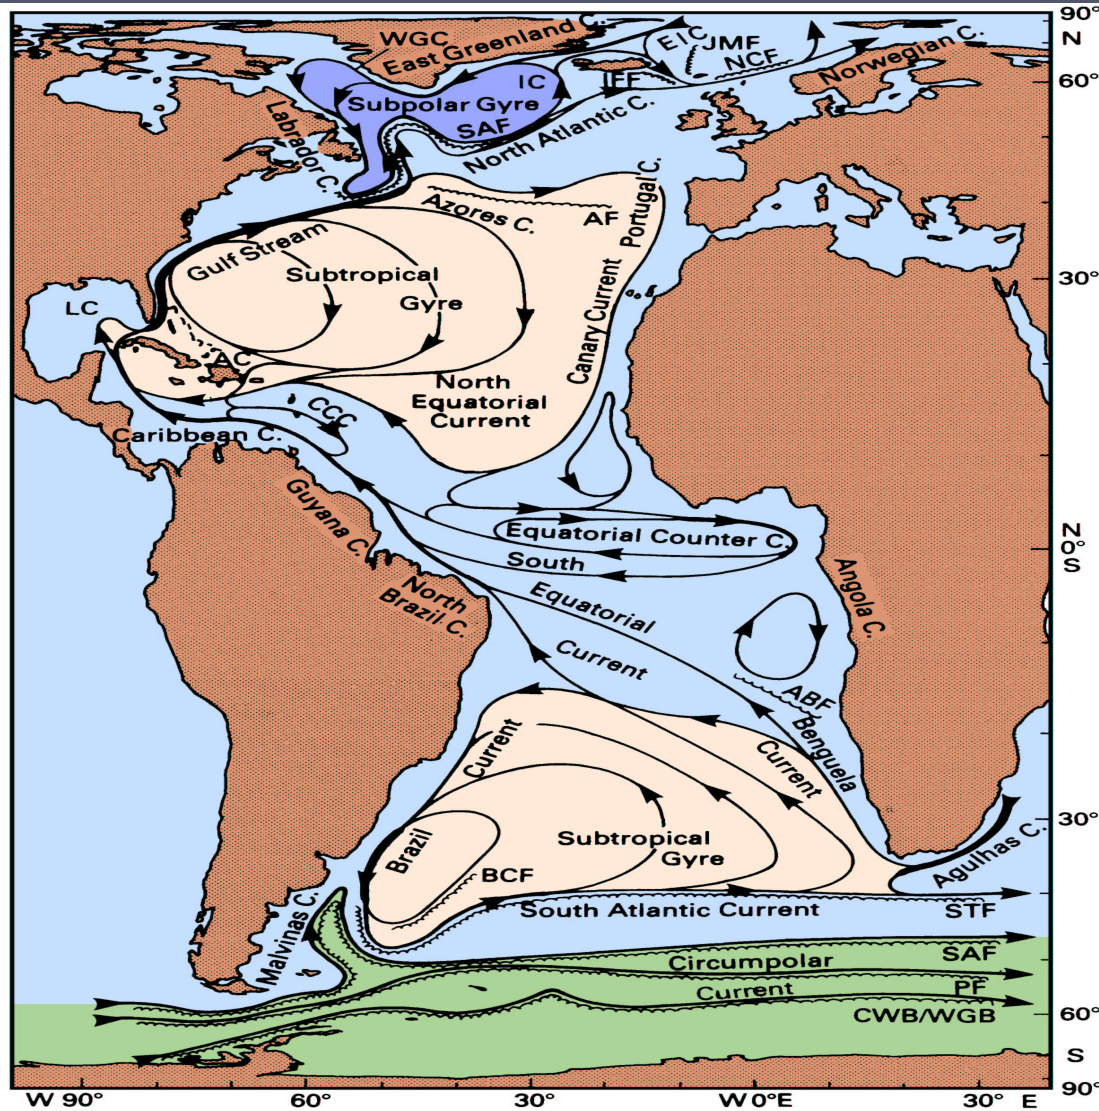 90°
N
WGC
East Greenland C.
EIC
JMF
NCF
Norwegian C.
60°
IC
IFF
Subpolar Gyre
SAF
North Atlantic C.
Labrador C.
Azores C.
AF
Portugal C.
Gulf Stream
Subtropical
Gyre
30°
LC
Canary Current
AC
North
Equatorial
Current
CCC
Caribbean C.
Guyana C.
Equatorial Counter C.
N
0°
S
South
Equatorial
Current
North
Brazil C.
Angola C.
ABF
Benguela
Current
Current
Brazil
30°
Subtropical
Gyre
BCF
Agulhas C.
South Atlantic Current
STF
Malvinas C.
SAF
Circumpolar
Current
PF
CWB/WGB
60°
S
90°
W 90°
60°
30°
W 0°E
30° E